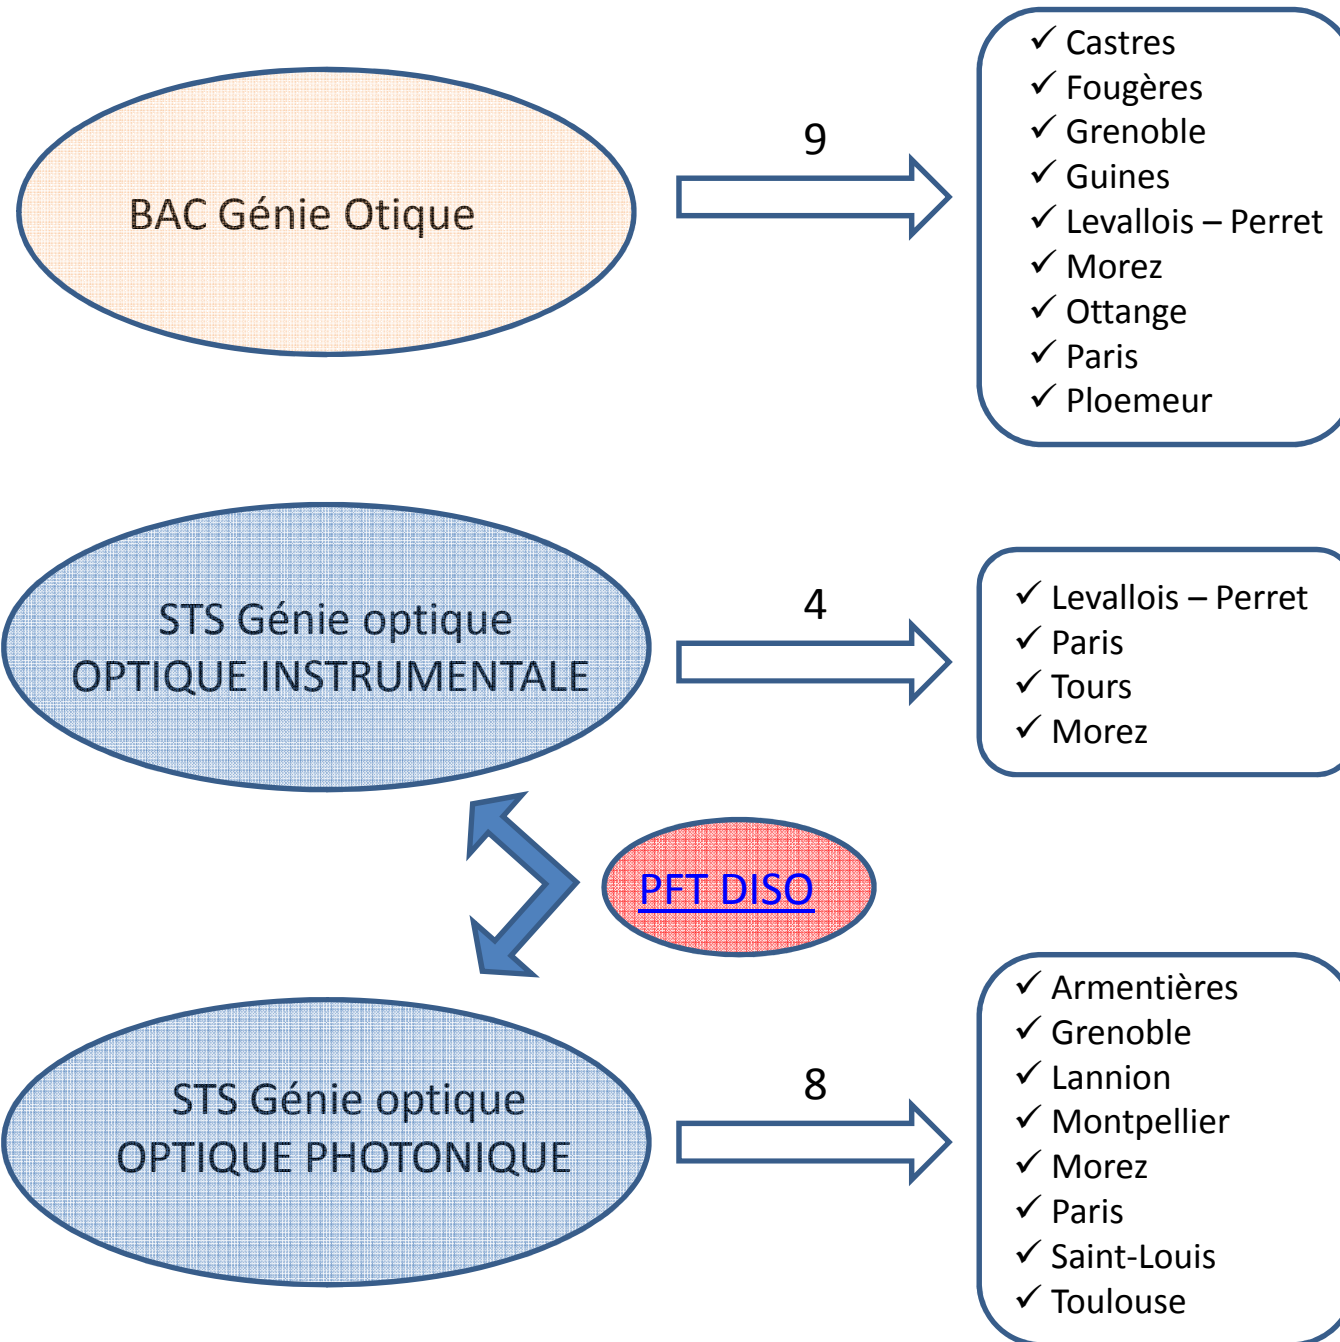 BAC Génie Otique
9
✓ Castres
✓ Fougères
✓ Grenoble
✓ Guines
✓ Levallois – Perret
✓ Morez
✓ Ottange
✓ Paris
✓ Ploemeur
STS Génie optique
OPTIQUE INSTRUMENTALE
4
✓ Levallois – Perret
✓ Paris
✓ Tours
✓ Morez
PFT DISO
STS Génie optique
OPTIQUE PHOTONIQUE
8
✓ Armentières
✓ Grenoble
✓ Lannion
✓ Montpellier
✓ Morez
✓ Paris
✓ Saint-Louis
✓ Toulouse